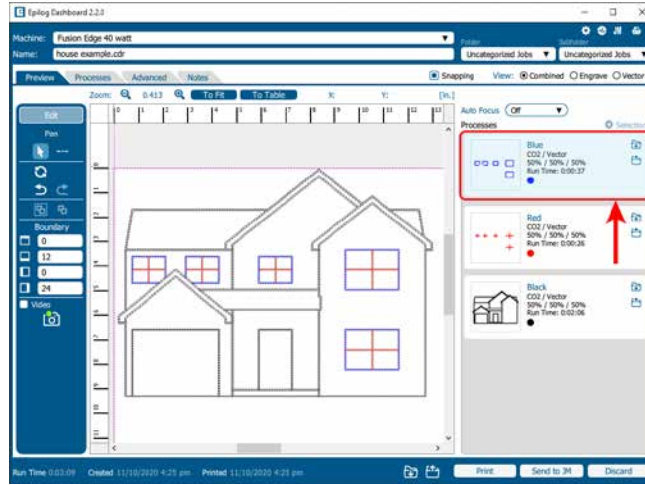 Epilog Dashboard 2.2.0
Machine: Fusion Edge 40 watt
Name: house example.cdr
Folder Subfolder
Uncategorized Jobs Uncategorized Jobs
Preview Processes Advanced Notes
Snapping View: Combined Engrave Vector
Zoom: 0.413 To Fit To Table X: Y: [in.]
Edit
Pan
Boundary
0
12
0
24
Video
Auto Focus Off
Processes
Blue
CO2 / Vector
50% / 50% / 50%
Run Time: 0:00:37
Red
CO2 / Vector
50% / 50% / 50%
Run Time: 0:00:26
Black
CO2 / Vector
50% / 50% / 50%
Run Time: 0:02:06
Run Time 0:03:09 Created 11/10/2020 4:25 pm Printed 11/10/2020 4:25 pm
Print Send to JM Discard